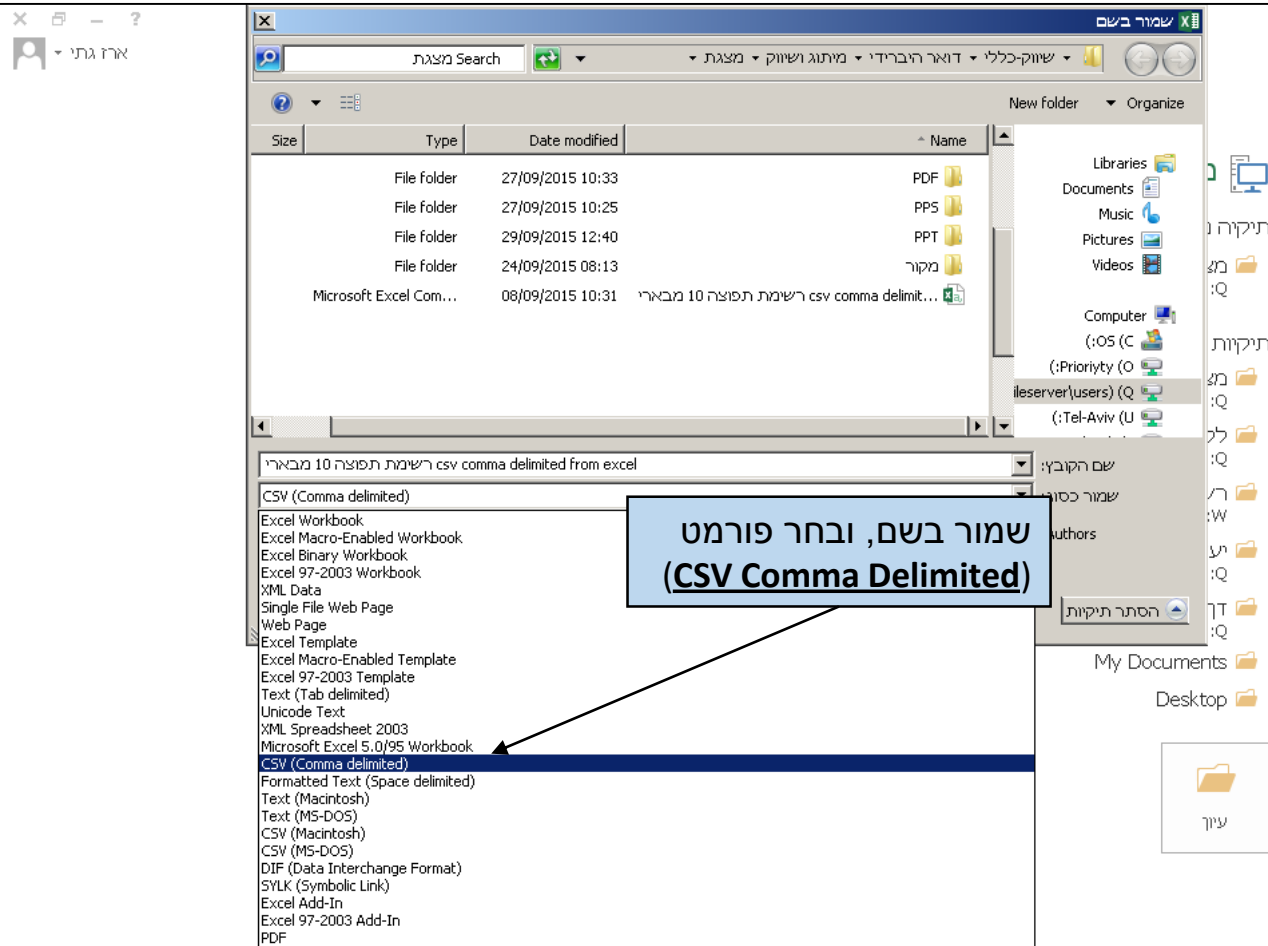 ארז גתי
שמור בשם
שיווק-כללי
דואר היברידי
מיתוג ושיווק
מצגת
Search מצגת
Organize
New folder
Name
Date modified
Type
Size
Libraries
Documents
Music
Pictures
Videos
Computer
(:OS (C
(:Prioriyty (O
ileserver\users) (Q
(:Tel-Aviv (U
PDF
27/09/2015 10:33
File folder
PPS
27/09/2015 10:25
File folder
PPT
29/09/2015 12:40
File folder
מקור
24/09/2015 08:13
File folder
רשימת תפוצה 10 מבארי csv comma delimit...
08/09/2015 10:31
Microsoft Excel Com...
שם הקובץ:
רשימת תפוצה 10 מבארי csv comma delimited from excel
שמור כסוג:
CSV (Comma delimited)
uthors
הסתר תיקיות
שמור בשם, ובחר פורמט
(CSV Comma Delimited)
Excel Workbook
Excel Macro-Enabled Workbook
Excel Binary Workbook
Excel 97-2003 Workbook
XML Data
Single File Web Page
Web Page
Excel Template
Excel Macro-Enabled Template
Excel 97-2003 Template
Text (Tab delimited)
Unicode Text
XML Spreadsheet 2003
Microsoft Excel 5.0/95 Workbook
CSV (Comma delimited)
Formatted Text (Space delimited)
Text (Macintosh)
Text (MS-DOS)
CSV (Macintosh)
CSV (MS-DOS)
DIF (Data Interchange Format)
SYLK (Symbolic Link)
Excel Add-In
Excel 97-2003 Add-In
PDF
תיקיה
:Q
תיקיות
:Q
:Q
:W
:Q
דף
:Q
My Documents
Desktop
עיון